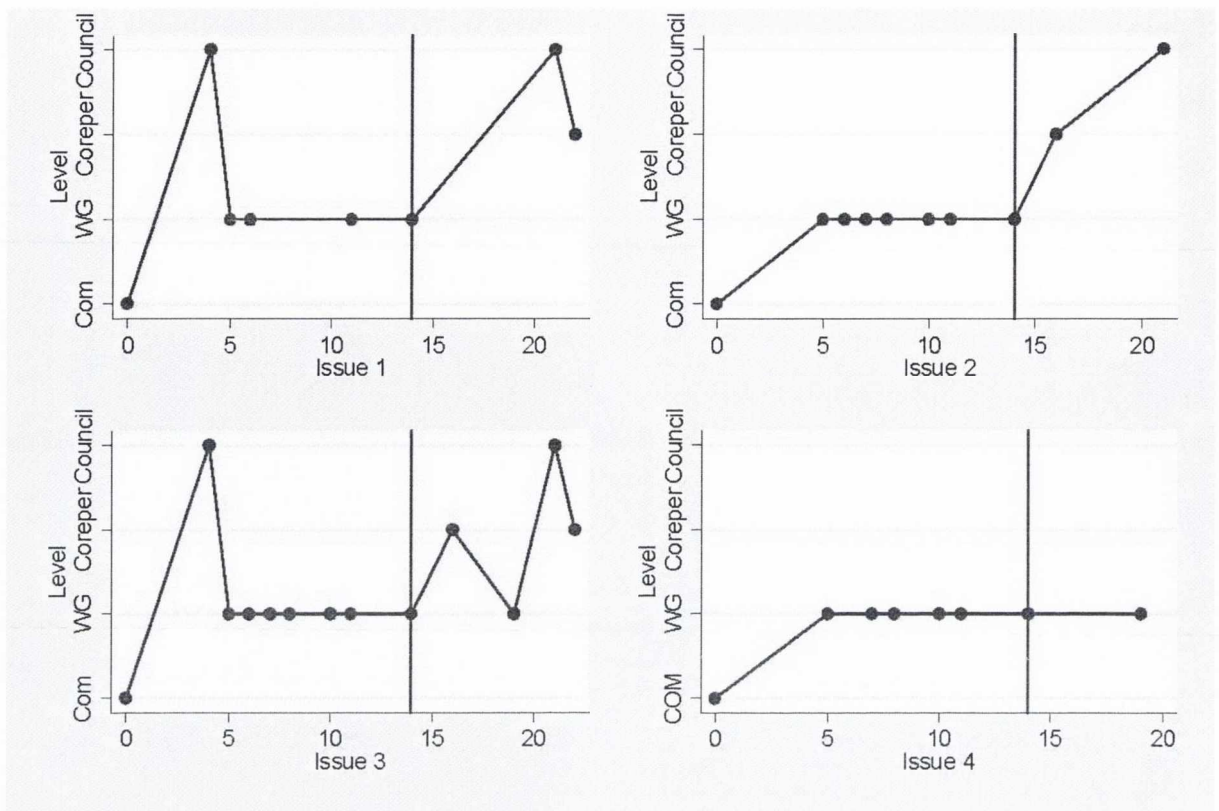 Level
Com WG Coreper Council
0 5 10 15 20
Issue 1
Level
Com WG Coreper Council
0 5 10 15 20
Issue 2
Level
Com WG Coreper Council
0 5 10 15 20
Issue 3
Level
COM WG Coreper Council
0 5 10 15 20
Issue 4